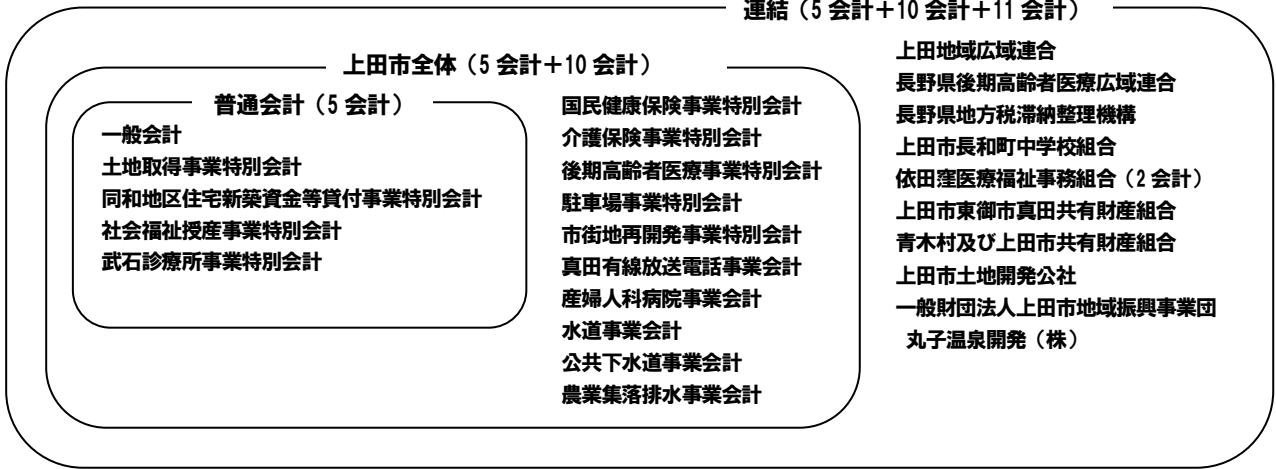 連結（5 会計＋10 会計＋11 会計）
上田市全体（5 会計＋10 会計）
普通会計（5 会計）
一般会計
土地取得事業特別会計
同和地区住宅新築資金等貸付事業特別会計
社会福祉授産事業特別会計
武石診療所事業特別会計
国民健康保険事業特別会計
介護保険事業特別会計
後期高齢者医療事業特別会計
駐車場事業特別会計
市街地再開発事業特別会計
真田有線放送電話事業会計
産婦人科病院事業会計
水道事業会計
公共下水道事業会計
農業集落排水事業会計
上田地域広域連合
長野県後期高齢者医療広域連合
長野県地方税滞納整理機構
上田市長和町中学校組合
依田窪医療福祉事務組合（2 会計）
上田市東御市真田共有財産組合
青木村及び上田市共有財産組合
上田市土地開発公社
一般財団法人上田市地域振興事業団
丸子温泉開発（株）